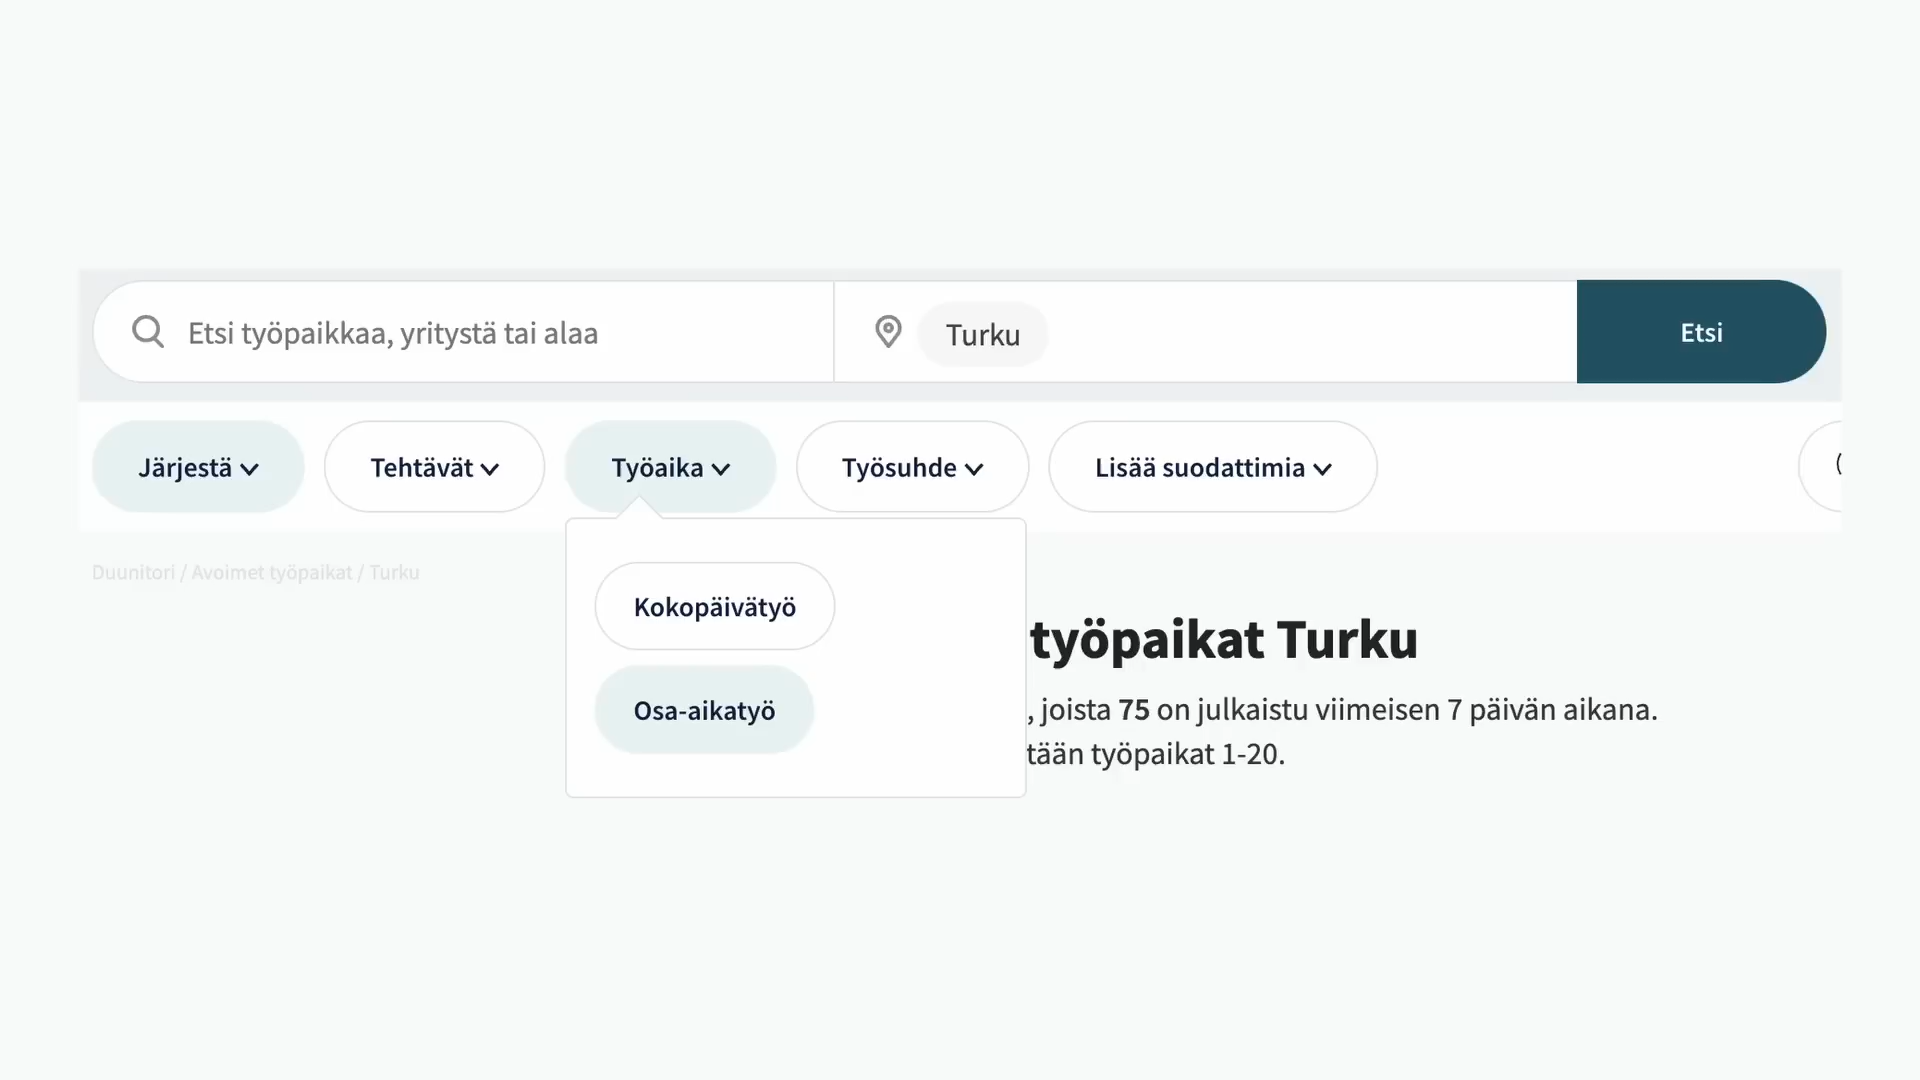 Etsi työpaikkaa, yritystä tai alaa
Turku
Etsi
Järjestä
Tehtävät
Työaika
Työsuhde
Lisää suodattimia
Duunitori / Avoimet työpaikat / Turku
Kokopäivätyö
Osa-aikatyö
työpaikat Turku
, joista 75 on julkaistu viimeisen 7 päivän aikana.
tään työpaikat 1-20.